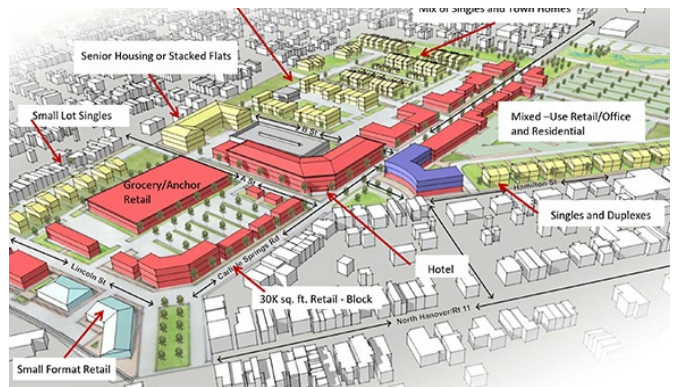 Mix of Singles and Town Homes
Senior Housing or Stacked Flats
Small Lot Singles
Mixed –Use Retail/Office
and Residential
B St
Grocery/Anchor
Retail
A St
Hamilton St
Singles and Duplexes
Carlisle Springs Rd
Hotel
Lincoln St
30K sq. ft. Retail - Block
North Hanover/Rt 11
Small Format Retail